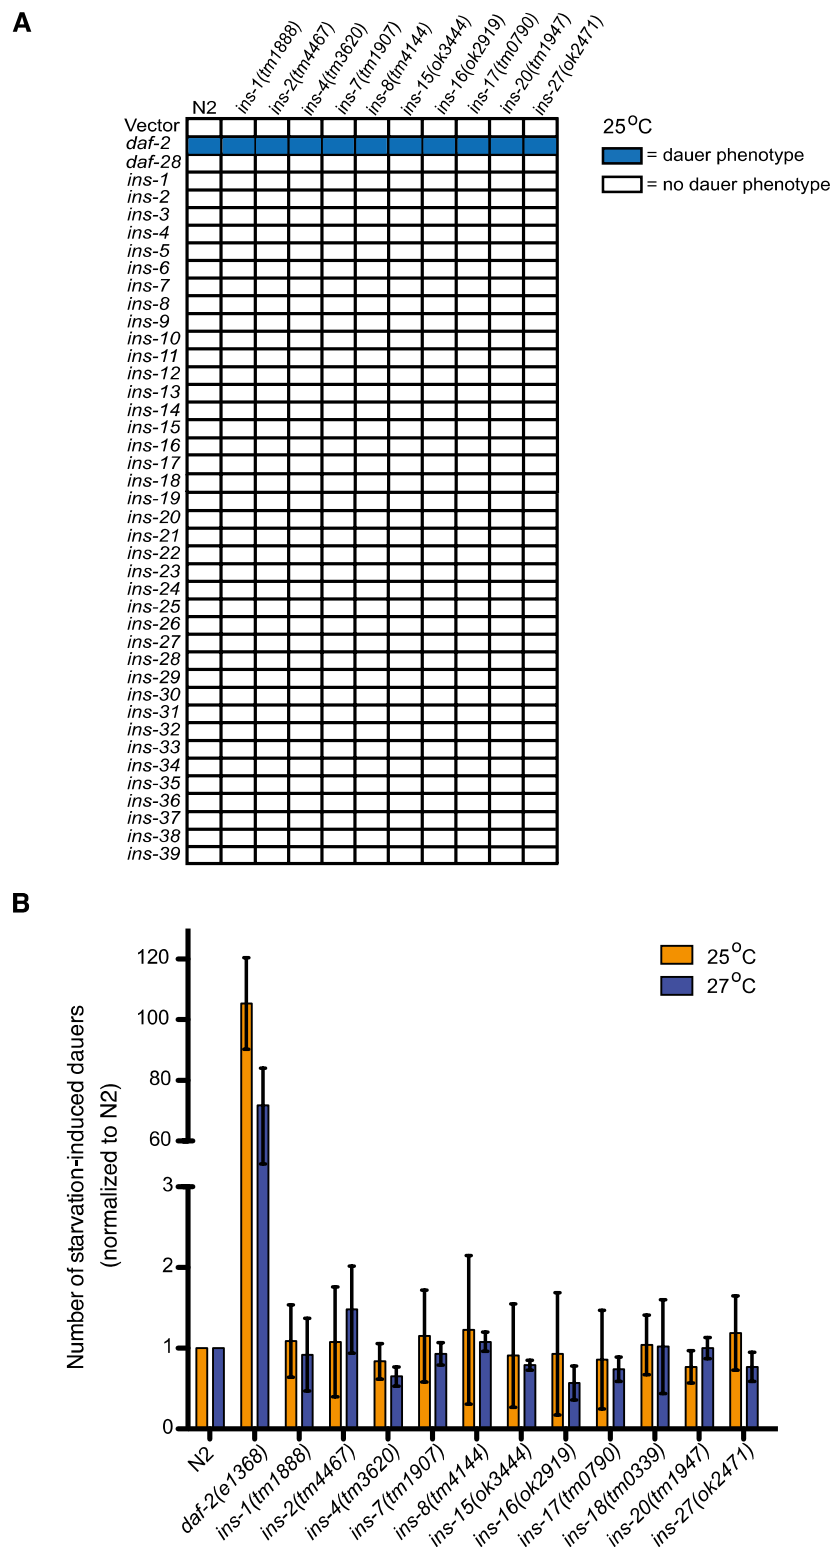 A
ins-1(tm1888)
ins-2(tm4467)
ins-4(tm3620)
ins-7(tm1907)
ins-8(tm4144)
ins-15(ok3444)
ins-16(ok2919)
ins-17(tm0790)
ins-20(tm1947)
ins-27(ok2471)
N2
Vector
daf-2
daf-28
ins-1
ins-2
ins-3
ins-4
ins-5
ins-6
ins-7
ins-8
ins-9
ins-10
ins-11
ins-12
ins-13
ins-14
ins-15
ins-16
ins-17
ins-18
ins-19
ins-20
ins-21
ins-22
ins-23
ins-24
ins-25
ins-26
ins-27
ins-28
ins-29
ins-30
ins-31
ins-32
ins-33
ins-34
ins-35
ins-36
ins-37
ins-38
ins-39
25°C
= dauer phenotype
= no dauer phenotype
B
Number of starvation-induced dauers
(normalized to N2)
120
100
80
60
3
2
1
0
25°C
27°C
N2
daf-2(e1368)
ins-1(tm1888)
ins-2(tm4467)
ins-4(tm3620)
ins-7(tm1907)
ins-8(tm4144)
ins-15(ok3444)
ins-16(ok2919)
ins-17(tm0790)
ins-18(tm0339)
ins-20(tm1947)
ins-27(ok2471)